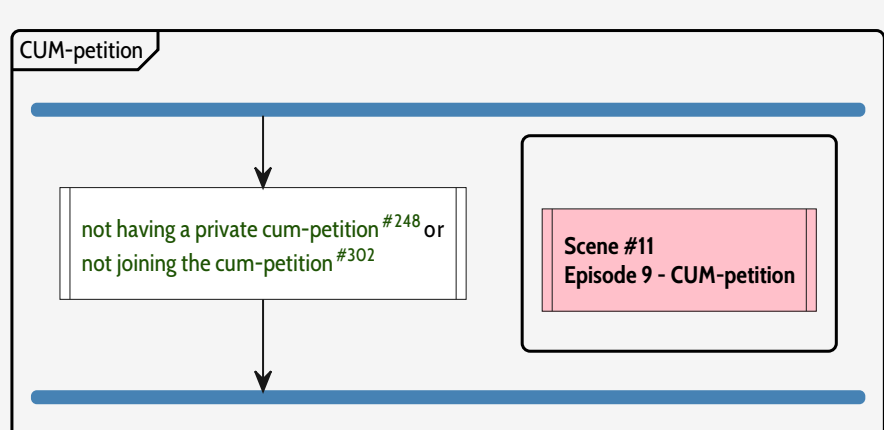 CUM-petition
not having a private cum-petition #248 or
not joining the cum-petition #302
Scene #11
Episode 9 - CUM-petition